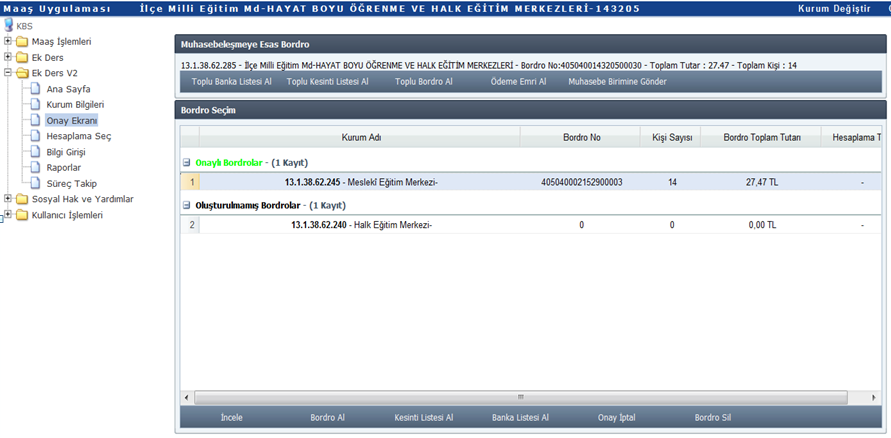 Maaş Uygulaması İlçe Milli Eğitim Md-HAYAT BOYU ÖĞRENME VE HALK EĞİTİM MERKEZLERİ-143205 Kurum Değiştir
KBS
Maaş İşlemleri
Ek Ders
Ek Ders V2
Ana Sayfa
Kurum Bilgileri
Onay Ekranı
Hesaplama Seç
Bilgi Girişi
Raporlar
Süreç Takip
Sosyal Hak ve Yardımlar
Kullanıcı İşlemleri
Muhasebeleşmeye Esas Bordro
13.1.38.62.285 - İlçe Milli Eğitim Md-HAYAT BOYU ÖĞRENME VE HALK EĞİTİM MERKEZLERİ - Bordro No:405040014320500030 - Toplam Tutar : 27.47 - Toplam Kişi : 14
Toplu Banka Listesi Al Toplu Kesinti Listesi Al Toplu Bordro Al Ödeme Emri Al Muhasebe Birimine Gönder
Bordro Seçim
Kurum Adı Bordro No Kişi Sayısı Bordro Toplam Tutarı Hesaplama T
Onaylı Bordrolar - (1 Kayıt)
1 13.1.38.62.245 - Meslekî Eğitim Merkezi- 405040002152900003 14 27,47 TL -
Oluşturulmamış Bordrolar - (1 Kayıt)
2 13.1.38.62.240 - Halk Eğitim Merkezi- 0 0 0,00 TL -
İncele Bordro Al Kesinti Listesi Al Banka Listesi Al Onay İptal Bordro Sil